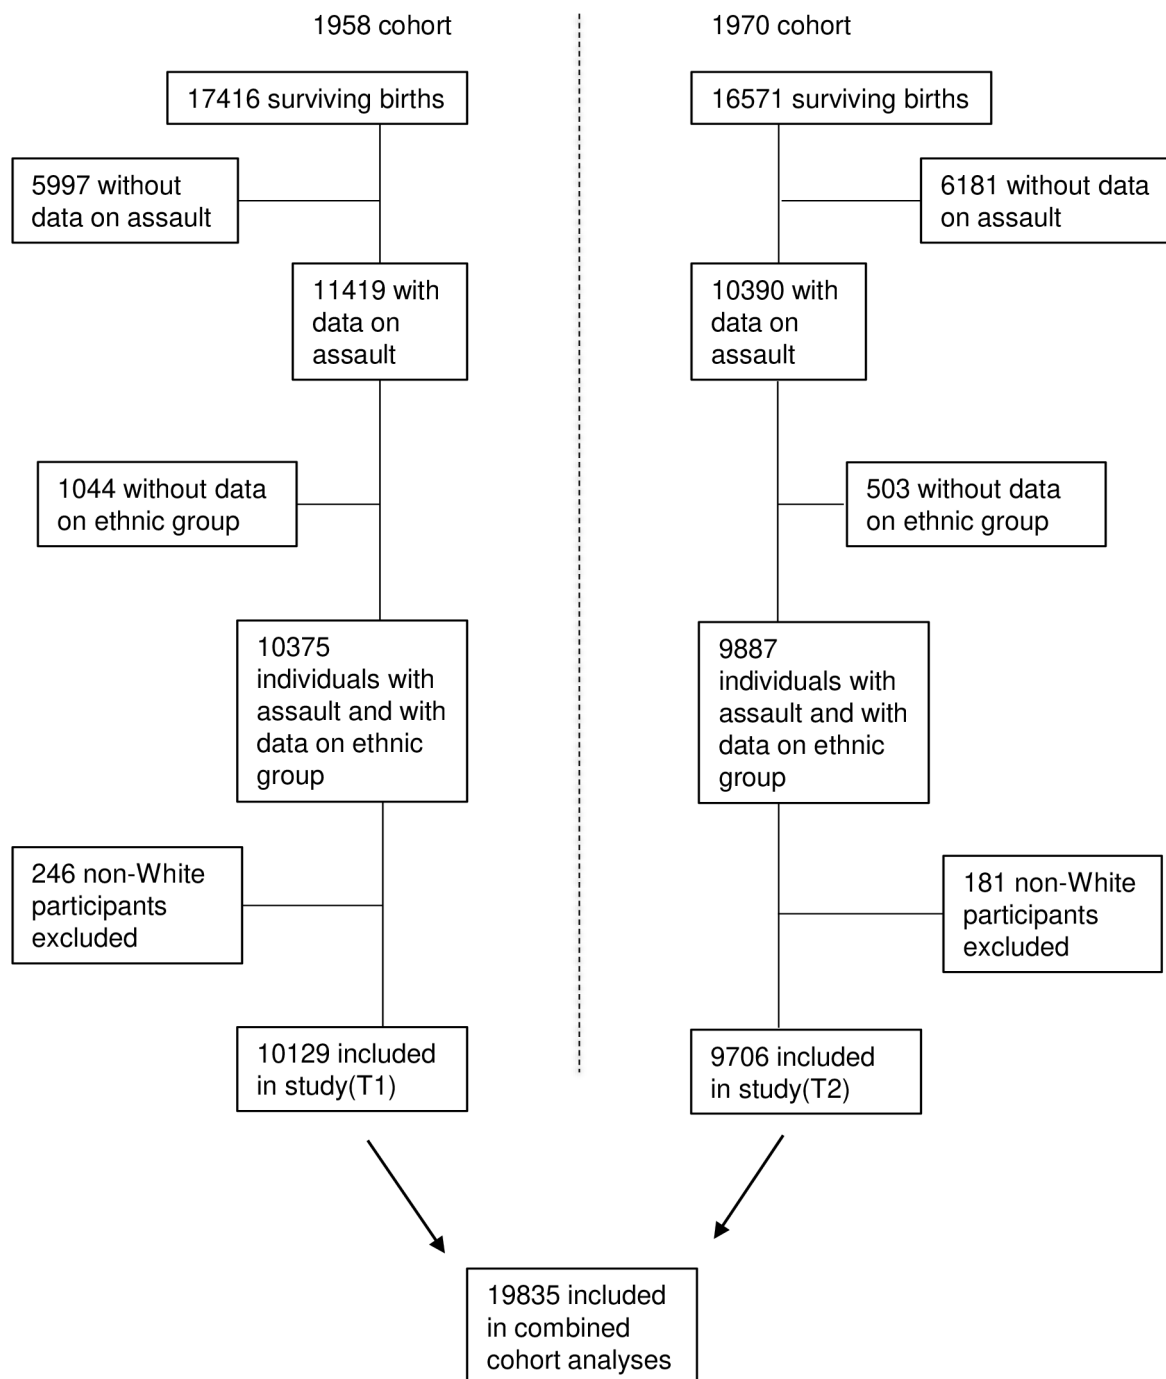 1958 cohort
17416 surviving births
5997 without
data on assault
11419 with
data on
assault
1044 without data
on ethnic group
10375
individuals with
assault and with
data on ethnic
group
246 non-White
participants
excluded
10129 included
in study(T1)
1970 cohort
16571 surviving births
6181 without data
on assault
10390 with
data on
assault
503 without data
on ethnic group
9887
individuals with
assault and with
data on ethnic
group
181 non-White
participants
excluded
9706 included
in study(T2)
19835 included
in combined
cohort analyses